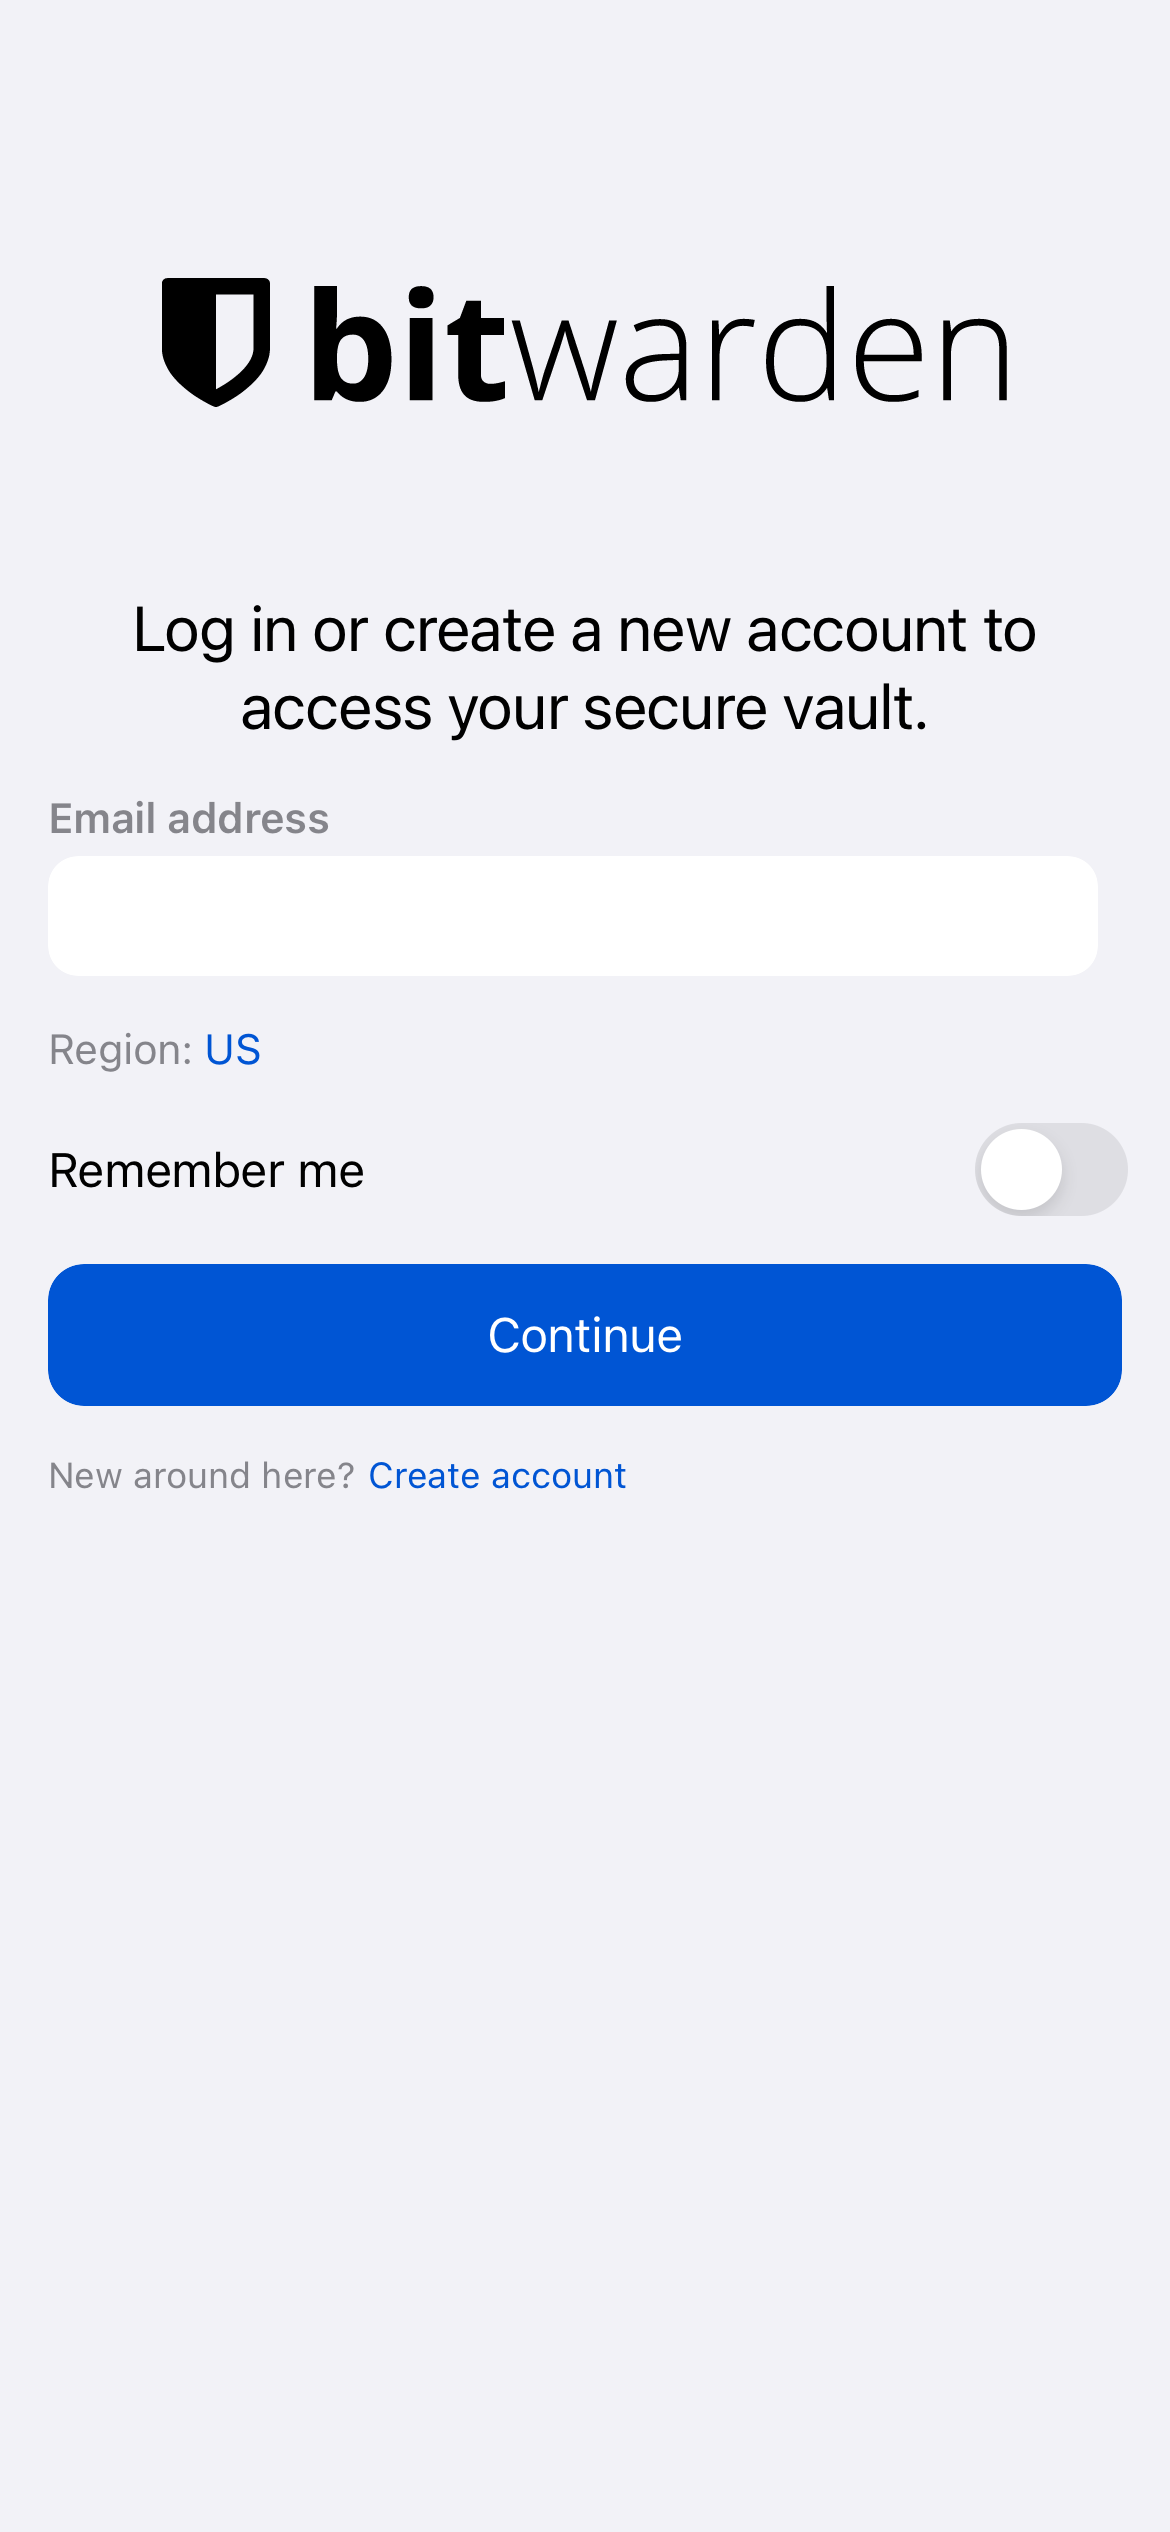 bitwarden
Log in or create a new account to
access your secure vault.
Email address
Region: US
Remember me
Continue
New around here? Create account